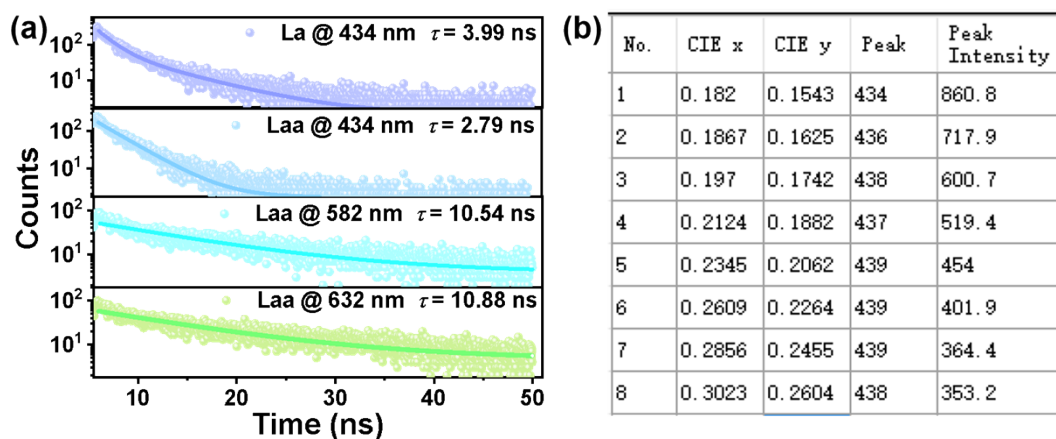 (a)
La @ 434 nm τ = 3.99 ns
Laa @ 434 nm τ = 2.79 ns
Laa @ 582 nm τ = 10.54 ns
Laa @ 632 nm τ = 10.88 ns
Counts
10² 10¹
10² 10¹
10² 10¹
10² 10¹
10 20 30 40 50
Time (ns)
(b)
No. CIE x CIE y Peak Peak Intensity
1 0.182 0.1543 434 860.8
2 0.1867 0.1625 436 717.9
3 0.197 0.1742 438 600.7
4 0.2124 0.1882 437 519.4
5 0.2345 0.2062 439 454
6 0.2609 0.2264 439 401.9
7 0.2856 0.2455 439 364.4
8 0.3023 0.2604 438 353.2